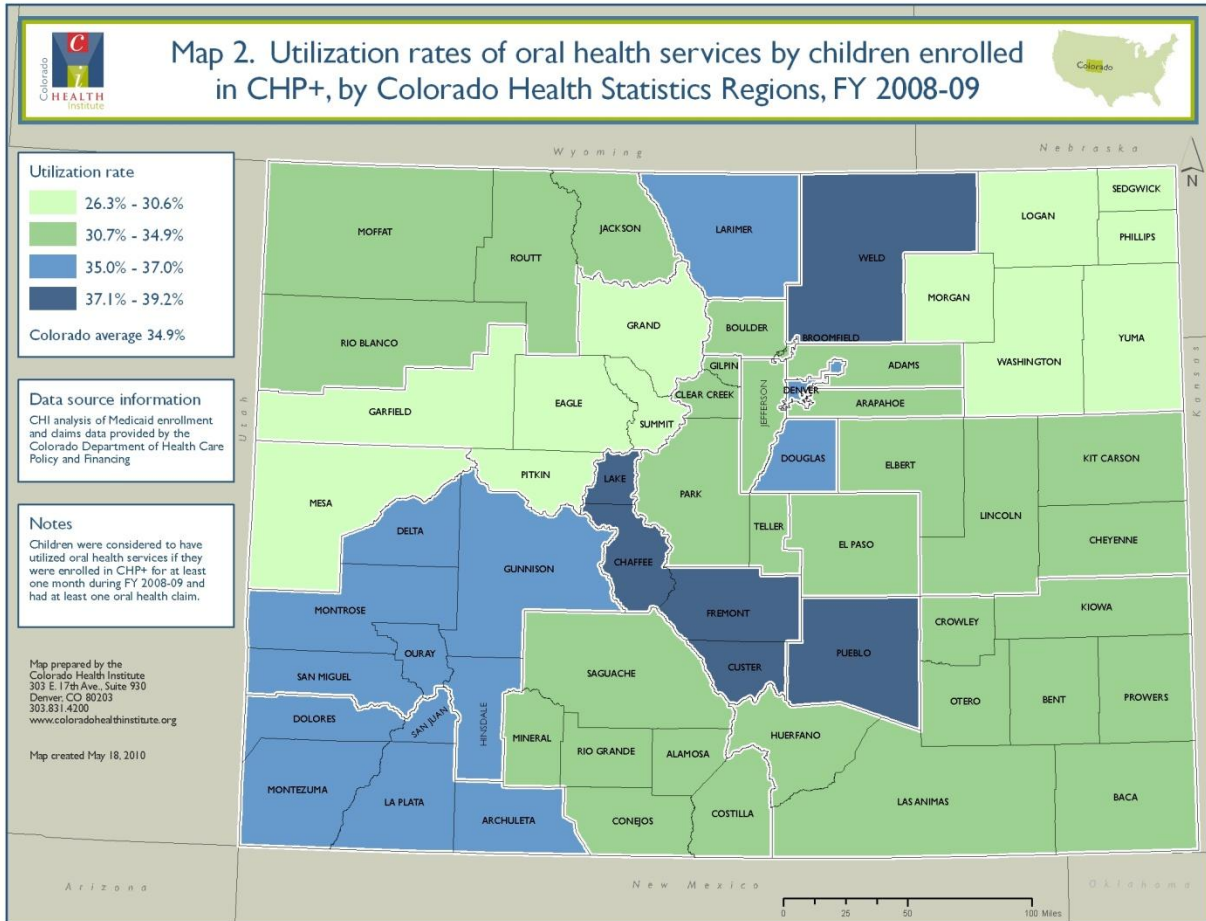 Colorado
C
i
HEALTH
institute
Map 2. Utilization rates of oral health services by children enrolled
in CHP+, by Colorado Health Statistics Regions, FY 2008-09
Colorado
Wyoming
Nebraska
N
Utilization rate
26.3% - 30.6%
30.7% - 34.9%
35.0% - 37.0%
37.1% - 39.2%
Colorado average 34.9%
Data source information
CHI analysis of Medicaid enrollment
and claims data provided by the
Colorado Department of Health Care
Policy and Financing
Notes
Children were considered to have
utilized oral health services if they
were enrolled in CHP+ for at least
one month during FY 2008-09 and
had at least one oral health claim.
Map prepared by the
Colorado Health Institute
303 E. 17th Ave., Suite 930
Denver, CO 80203
303.831.4200
www.coloradohealthinstitute.org
Map created May 18, 2010
MOFFAT
ROUTT
JACKSON
LARIMER
WELD
LOGAN
SEDGWICK
PHILLIPS
MORGAN
YUMA
WASHINGTON
RIO BLANCO
GRAND
BOULDER
BROOMFIELD
GILPIN
ADAMS
CLEAR CREEK
JEFFERSON
DENVER
ARAPAHOE
GARFIELD
EAGLE
SUMMIT
Utah
Kansas
DOUGLAS
ELBERT
KIT CARSON
MESA
PITKIN
LAKE
PARK
LINCOLN
DELTA
TELLER
EL PASO
CHEYENNE
GUNNISON
CHAFFEE
MONTROSE
FREMONT
KIOWA
CROWLEY
OURAY
PUEBLO
SAN MIGUEL
SAGUACHE
CUSTER
OTERO
BENT
PROWERS
DOLORES
SAN JUAN
HINSDALE
MINERAL
RIO GRANDE
ALAMOSA
HUERFANO
MONTEZUMA
LA PLATA
ARCHULETA
CONEJOS
COSTILLA
LAS ANIMAS
BACA
Arizona
New Mexico
Oklahoma
0 25 50 100 Miles